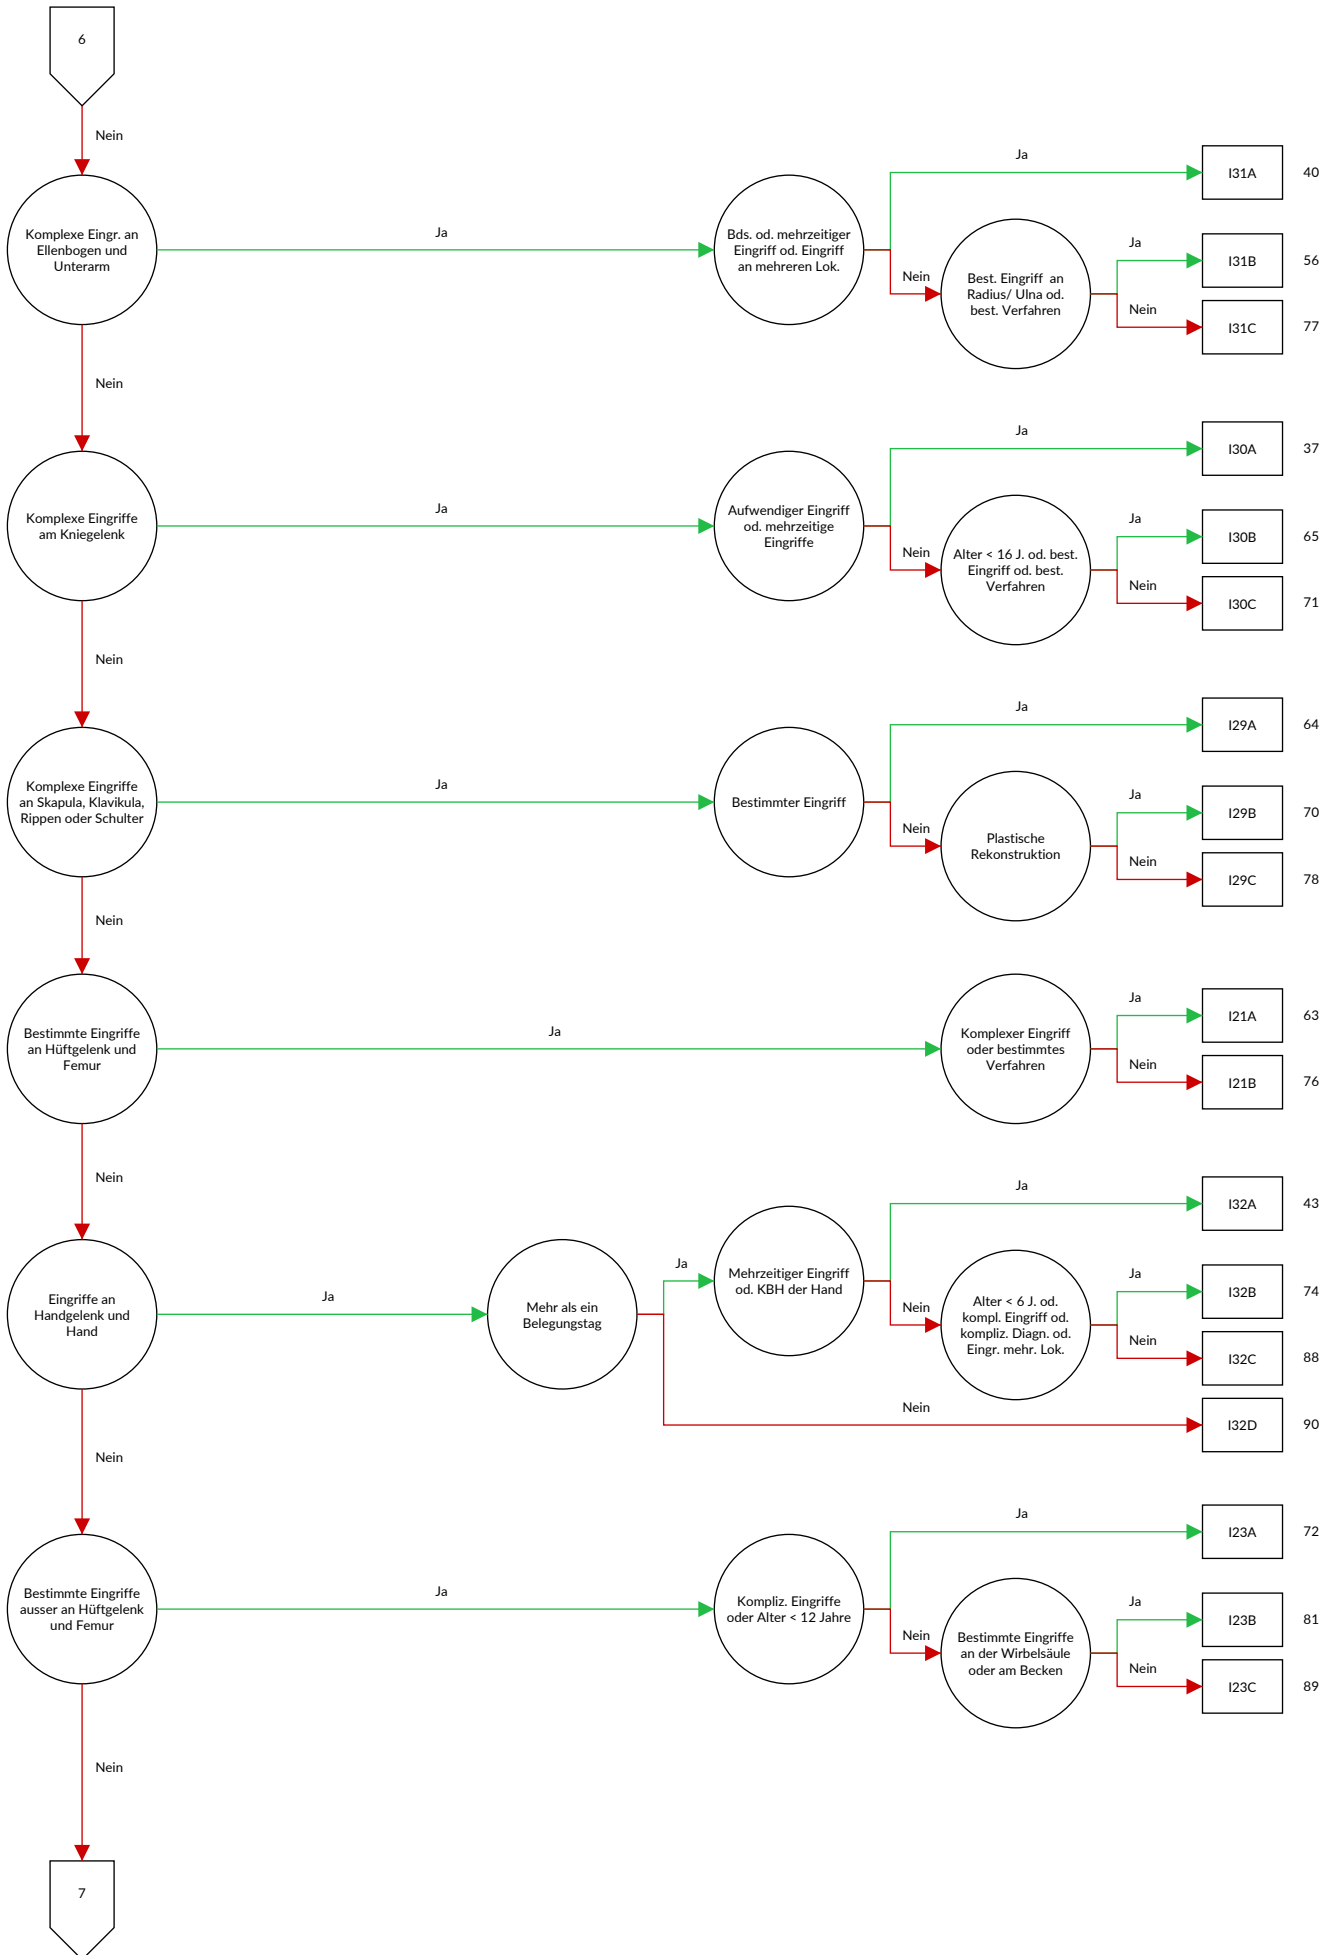 6
Nein
Komplexe Eingr. an
Ellenbogen und
Unterarm
Ja
Bds. od. mehrzeitiger
Eingriff od. Eingriff
an mehreren Lok.
Ja
I31A
40
Nein
Best. Eingriff an
Radius/ Ulna od.
best. Verfahren
Ja
I31B
56
Nein
I31C
77
Nein
Komplexe Eingriffe
am Kniegelenk
Ja
Aufwendiger Eingriff
od. mehrzeitige
Eingriffe
Ja
I30A
37
Nein
Alter < 16 J. od. best.
Eingriff od. best.
Verfahren
Ja
I30B
65
Nein
I30C
71
Nein
Komplexe Eingriffe
an Skapula, Klavikula,
Rippen oder Schulter
Ja
Bestimmter Eingriff
Ja
I29A
64
Nein
Plastische
Rekonstruktion
Ja
I29B
70
Nein
I29C
78
Nein
Bestimmte Eingriffe
an Hüftgelenk und
Femur
Ja
Komplexer Eingriff
oder bestimmtes
Verfahren
Ja
I21A
63
Nein
I21B
76
Nein
Eingriffe an
Handgelenk und
Hand
Ja
Mehr als ein
Belegungstag
Ja
Mehrzeitiger Eingriff
od. KBH der Hand
Ja
I32A
43
Nein
Alter < 6 J. od.
kompl. Eingriff od.
kompliz. Diagn. od.
Eingr. mehr. Lok.
Ja
I32B
74
Nein
I32C
88
Nein
I32D
90
Nein
Bestimmte Eingriffe
ausser an Hüftgelenk
und Femur
Ja
Kompliz. Eingriffe
oder Alter < 12 Jahre
Ja
I23A
72
Nein
Bestimmte Eingriffe
an der Wirbelsäule
oder am Becken
Ja
I23B
81
Nein
I23C
89
Nein
7